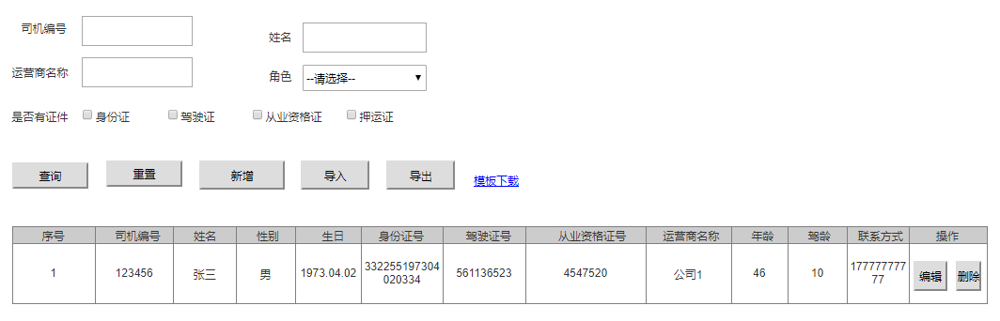 司机编号
姓名
运营商名称
角色 --请选择--
是否有证件 身份证 驾驶证 从业资格证 押运证
查询 重置 新增 导入 导出 模板下载
序号 司机编号 姓名 性别 生日 身份证号 驾驶证号 从业资格证号 运营商名称 年龄 驾龄 联系方式 操作
1 123456 张三 男 1973.04.02 332255197304
020334 561136523 4547520 公司1 46 10 177777777
77 编辑 删除